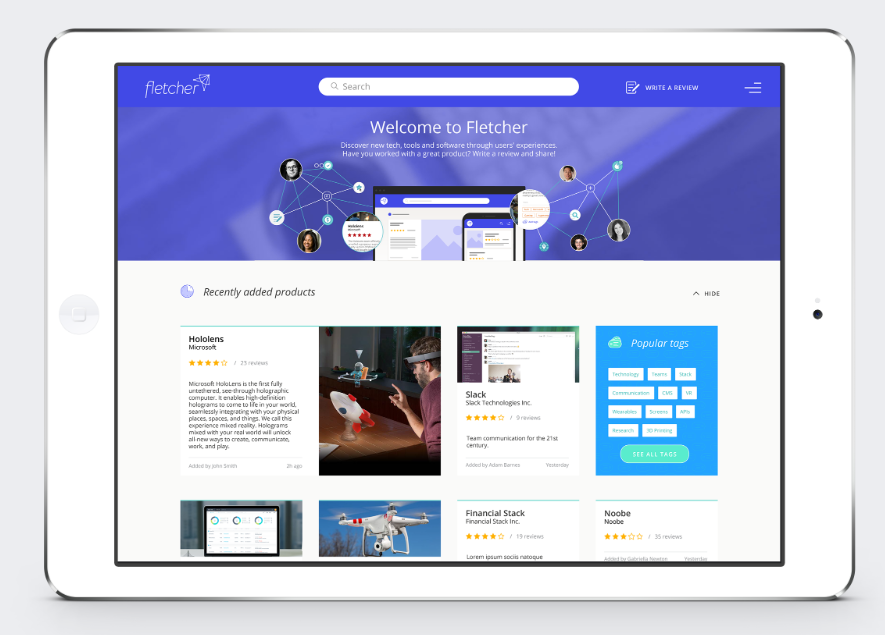 fletcher
Search
WRITE A REVIEW
Welcome to Fletcher
Discover new tech, tools and software through users' experiences.
Have you worked with a great product? Write a review and share!
Hololens
Microsoft
Recently added products
HIDE
Hololens
Microsoft
/ 23 reviews
Microsoft HoloLens is the first fully
untethered, see-through holographic
computer. It enables high-definition
holograms to come to life in your world,
seamlessly integrating with your physical
places, spaces, and things. We call this
experience mixed reality. Holograms
mixed with your real world will unlock
all new ways to create, communicate,
work, and play.
Added by John Smith 2h ago
Slack
Slack Technologies Inc.
/ 9 reviews
Team communication for the 21st
century.
Added by Adam Barnes Yesterday
Popular tags
Technology Teams Slack
Communication CMS VR
Wearables Screens APIs
Research 3D Printing
SEE ALL TAGS
Financial Stack
Financial Stack Inc.
/ 19 reviews
Lorem ipsum sociis natoque
Noobe
Noobe
/ 35 reviews
Added by Gabriella Newton Yesterday